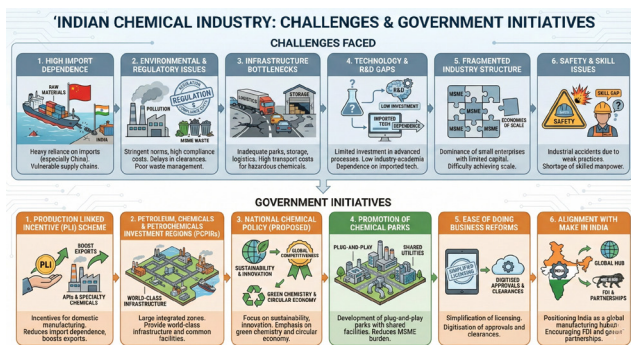 'INDIAN CHEMICAL INDUSTRY: CHALLENGES & GOVERNMENT INITIATIVES
CHALLENGES FACED
1. HIGH IMPORT
DEPENDENCE
RAW
MATERIALS
INDIA
Heavy reliance on imports
(especially China).
Vulnerable supply chains.
2. ENVIRONMENTAL &
REGULATORY ISSUES
REGULATION
POLLUTION
MSME WASTE
Stringent norms, high compliance
costs. Delays in clearances.
Poor waste management.
3. INFRASTRUCTURE
BOTTLENECKS
LOGISTICS
STORAGE
Inadequate parks, storage,
logistics. High transport costs
for hazardous chemicals.
4. TECHNOLOGY &
R&D GAPS
R&D
LOW INVESTMENT
IMPORTED
TECH
DEPENDENCE
Limited Investment in advanced
processes. Low industry-academia
Dependence on imported tech.
5. FRAGMENTED
INDUSTRY STRUCTURE
MSME
MSME
MSME
MSME
ECONOMIES
OF SCALE
Dominance of small enterprises
with limited capital.
Difficulty achieving scale.
6. SAFETY & SKILL
ISSUES
SKILL GAP
SAFETY
Industrial accidents due to
weak practices.
Shortage of skilled manpower.
GOVERNMENT INITIATIVES
1. PRODUCTION LINKED
INCENTIVE (PLI) SCHEME
BOOST
EXPORTS
PLI
APIs & SPECIALTY
CHEMICALS
Incentives for domestic
manufacturing.
Reduces import dependence,
boosts exports.
2. PETROLEUM, CHEMICALS
& PETROCHEMICALS
INVESTMENT REGIONS (PCPIRs)
WORLD-CLASS
INFRASTRUCTURE
Large integrated zones.
Provide world-class
infrastructure and common
facilities.
3. NATIONAL CHEMICAL
POLICY (PROPOSED)
GLOBAL
COMPETITIVENESS
SUSTAINABILITY
& INNOVATION
GREEN CHEMISTRY &
CIRCULAR ECONOMY
Focus on sustainability,
innovation. Emphasis on
green chemistry and
circular economy.
4. PROMOTION OF
CHEMICAL PARKS
PLUG-AND-PLAY
SHARED
UTILITIES
Development of plug-and-play
parks with shared
facilities. Reduces MSME
burden.
5. EASE OF DOING
BUSINESS REFORMS
SIMPLIFIED
LICENSING
DIGITISED
APPROVALS &
CLEARANCES
Simplification of licensing.
Digitisation of approvals and
clearances.
6. ALIGNMENT WITH
MAKE IN INDIA
GLOBAL
HUB
FDI &
PARTNERSHIPS
Positioning India as a global
manufacturing hub
Encouraging FDI and
partnerships.